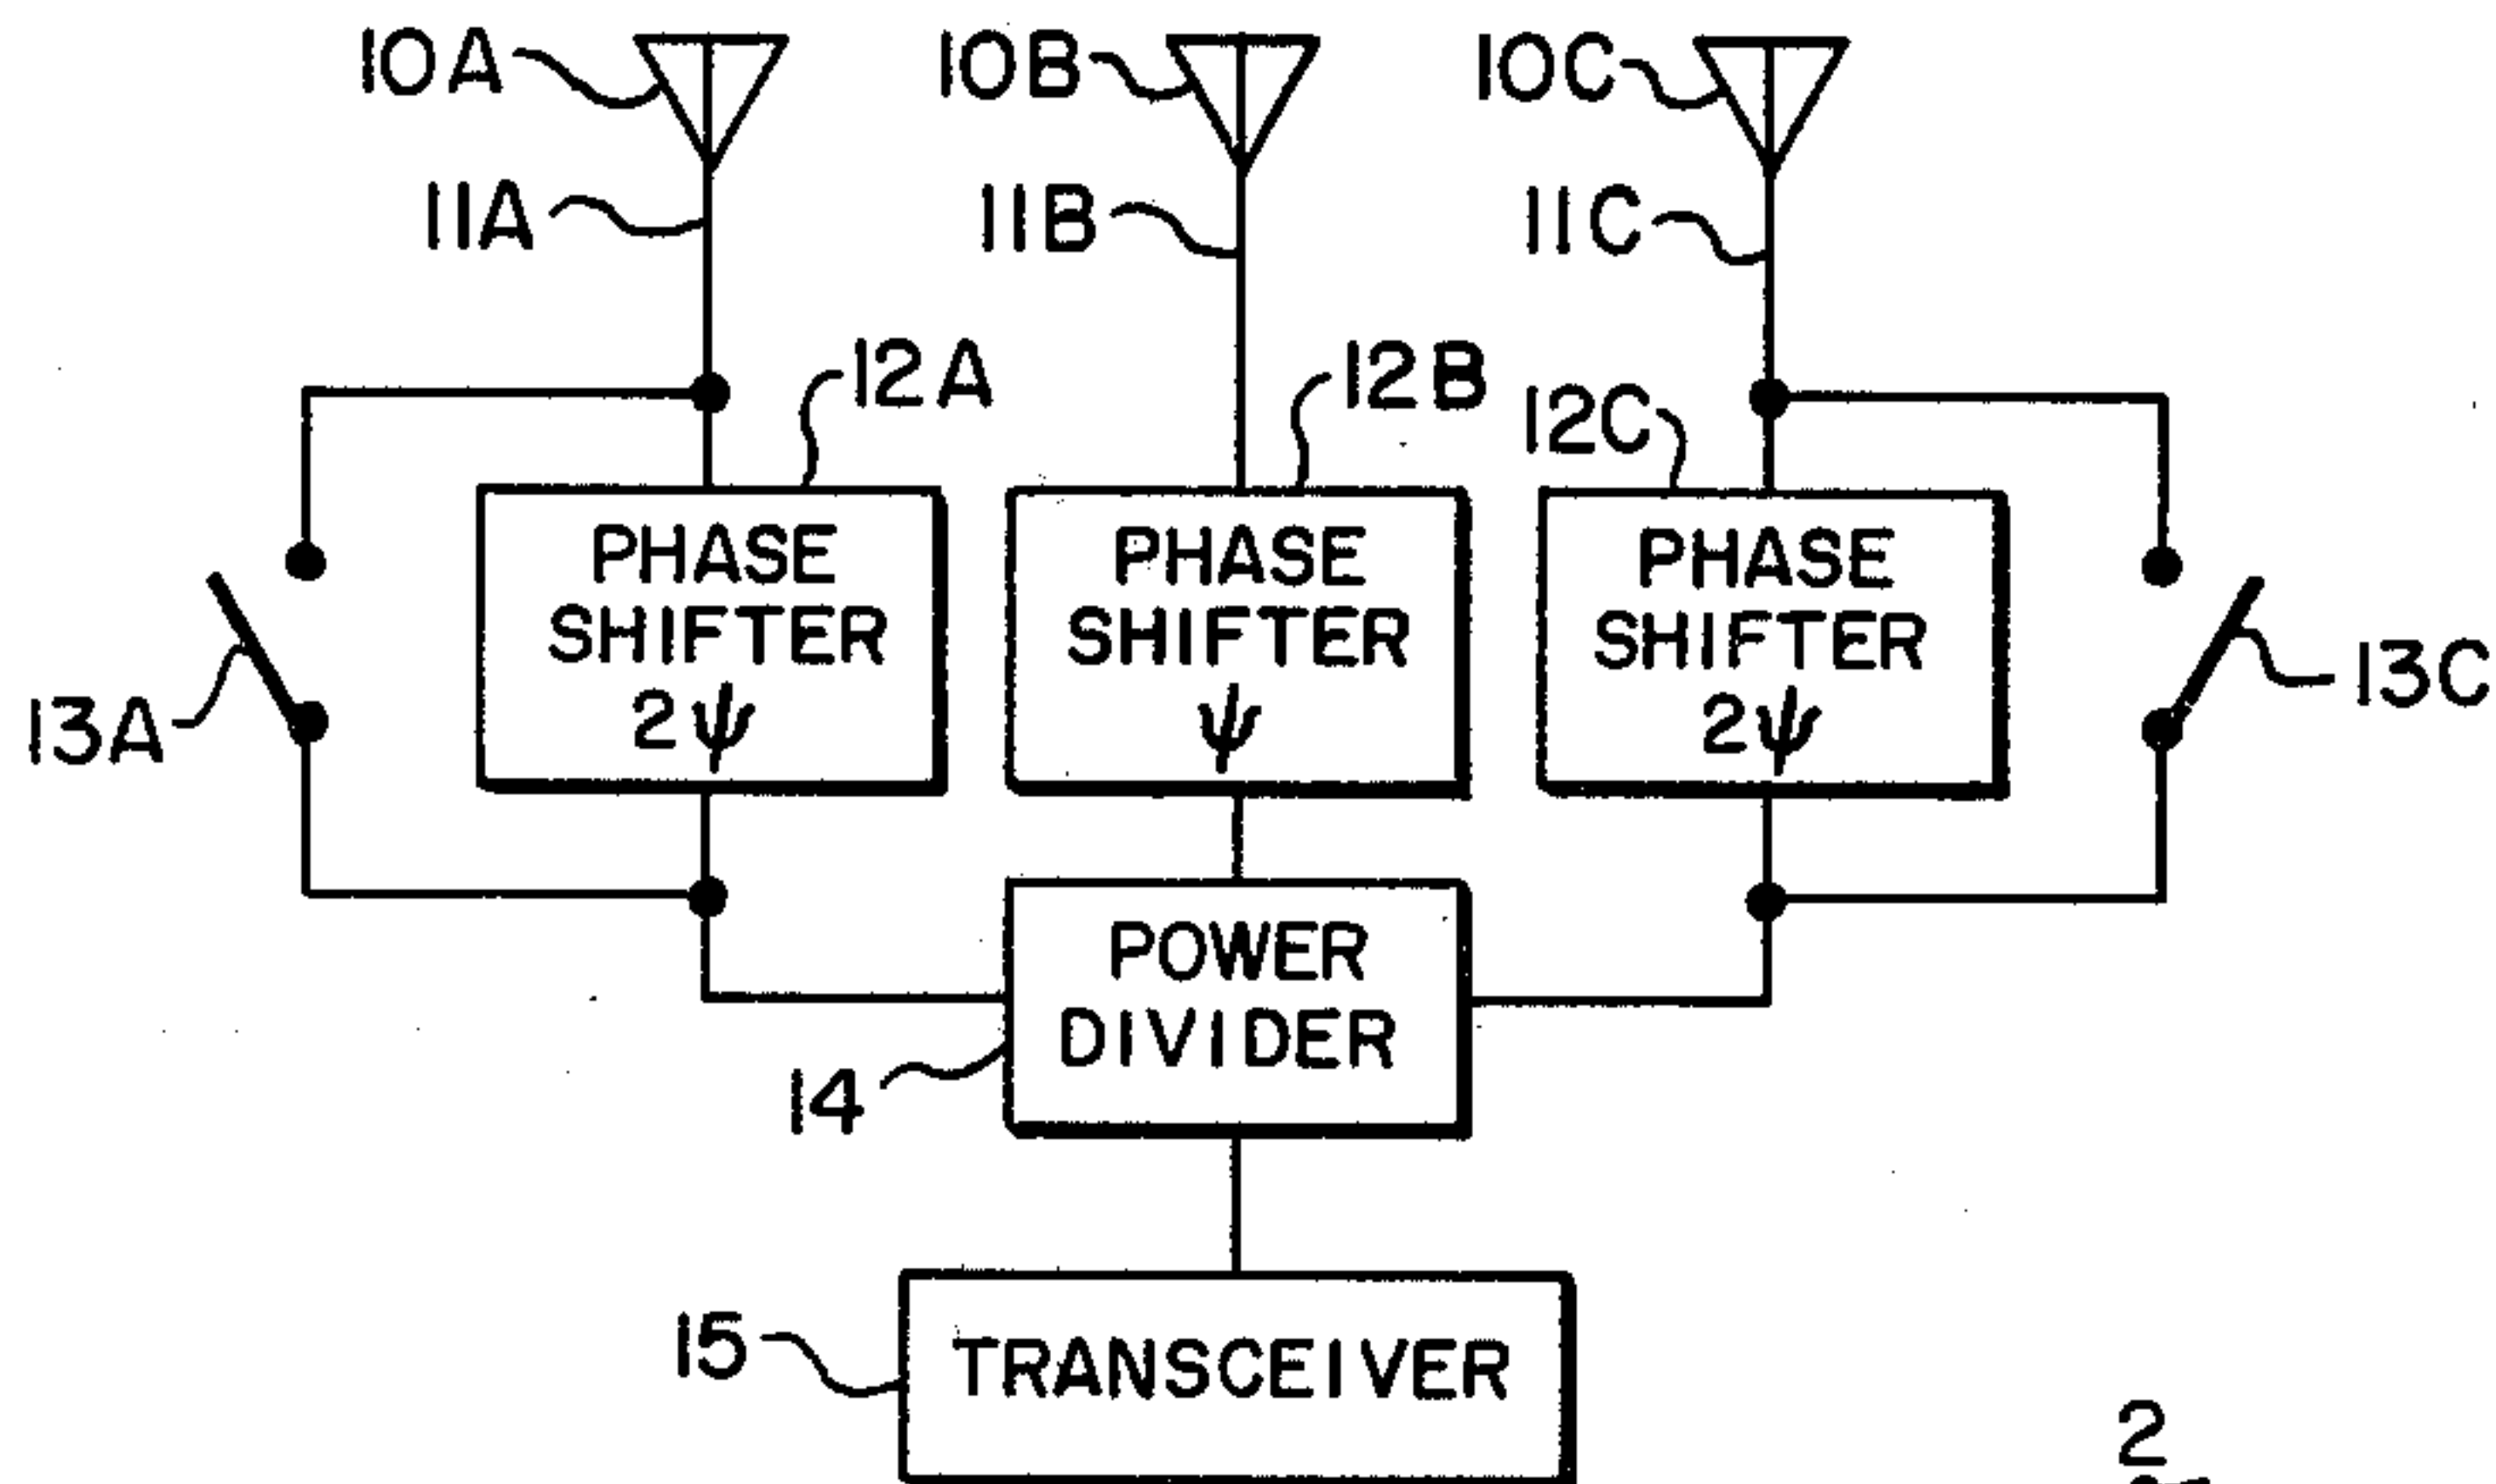 10A
10B
10C
11A
11B
11C
12A
12B
12C
PHASE
SHIFTER
2ψ
PHASE
SHIFTER
ψ
PHASE
SHIFTER
2ψ
13A
13C
POWER
DIVIDER
14
15
TRANSCEIVER
2